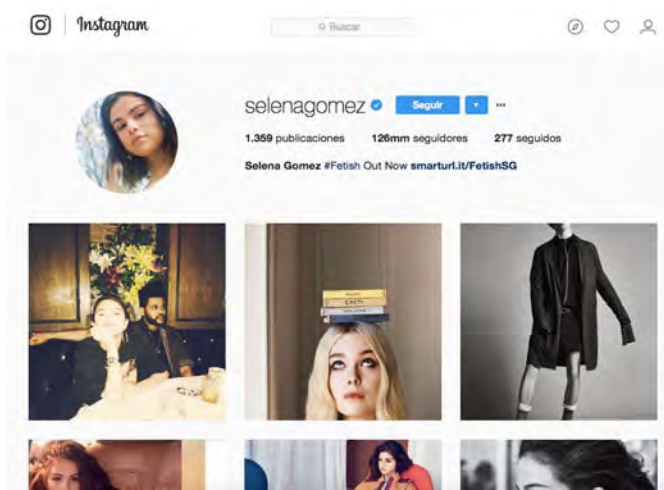 Instagram
Buscar
selenagomez Seguir
1.359 publicaciones 126mm seguidores 277 seguidos
Selena Gomez #Fetish Out Now smarturl.it/FetishSG